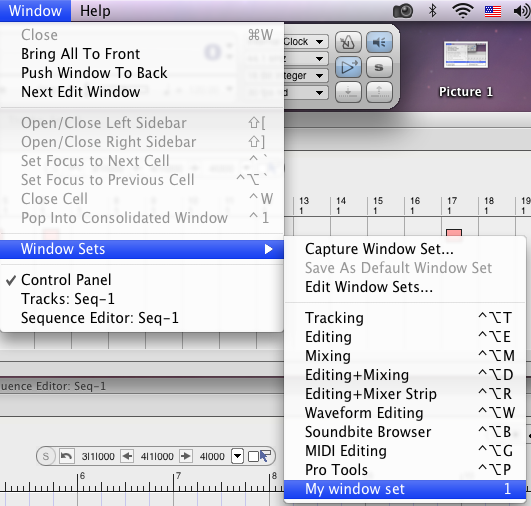 Window Help
Close ⌘W
Bring All To Front
Push Window To Back
Next Edit Window
Open/Close Left Sidebar ⇧[
Open/Close Right Sidebar ⇧]
Set Focus to Next Cell ^`
Set Focus to Previous Cell ^⌥`
Close Cell ^W
Pop Into Consolidated Window ^1
Window Sets
✓ Control Panel
Tracks: Seq-1
Sequence Editor: Seq-1
Clock
S
Picture 1
13 14 15 16 17 18 19
1 1 1 1 1 1 1
Capture Window Set...
Save As Default Window Set
Edit Window Sets...
Tracking ^⌥T
Editing ^⌥E
Mixing ^⌥M
Editing+Mixing ^⌥D
Editing+Mixer Strip ^⌥R
Waveform Editing ^⌥W
Soundbite Browser ^⌥B
MIDI Editing ^⌥G
Pro Tools ^⌥P
My window set 1
uence Editor: Seq-1
S 3|1|000 4|1|000 4|000
6 7 8